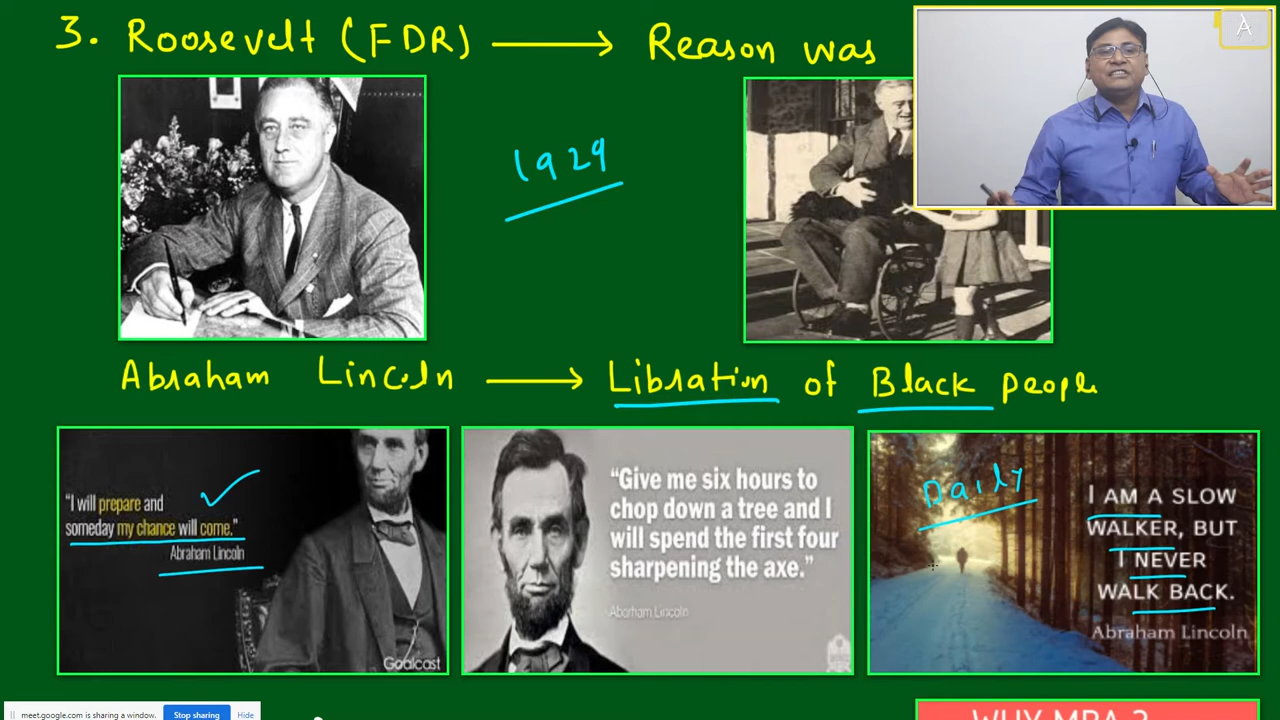 3. Roosevelt (FDR) → Reason was
A
1929
Abraham Lincoln → Libration of Black people
"I will prepare and
someday my chance will come."
Abraham Lincoln
Goalcast
"Give me six hours to
chop down a tree and I
will spend the first four
sharpening the axe."
Abarham Lincoln
Daily
I AM A SLOW
WALKER, BUT
I NEVER
WALK BACK.
Abraham Lincoln
meet.google.com is sharing a window. Stop sharing Hide
WHY MBA ?